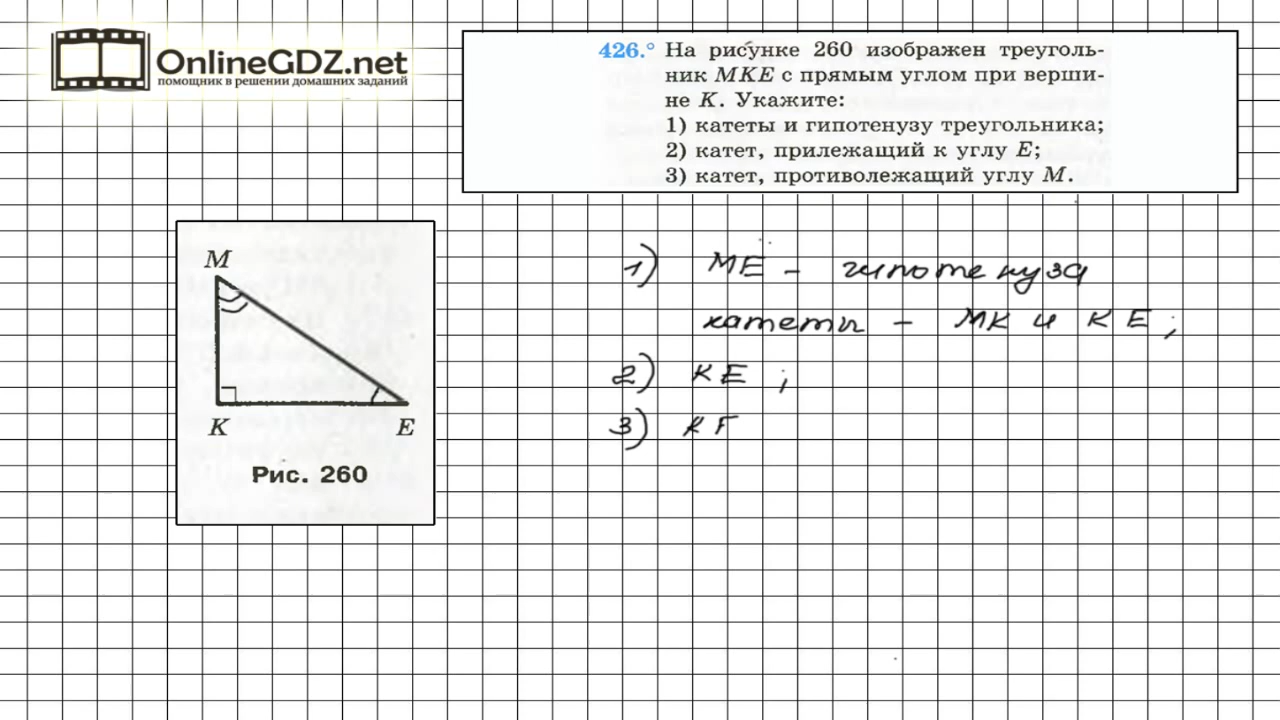 OnlineGDZ.net
помощник в решении домашних заданий
426.° На рисунке 260 изображен треуголь-
ник MKE с прямым углом при верши-
не K. Укажите:
1) катеты и гипотенузу треугольника;
2) катет, прилежащий к углу E;
3) катет, противолежащий углу M.
M
K E
Рис. 260
1) ME - гипотенуза
катеты - MK и KE;
2) KE ;
3) KF